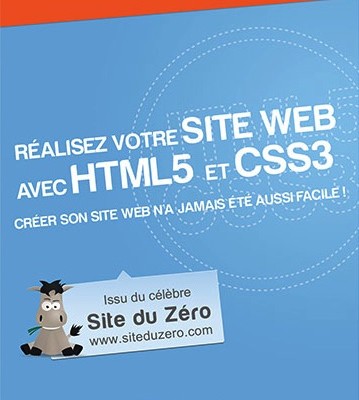 RÉALISEZ VOTRE SITE WEB
AVEC HTML5 ET CSS3
CRÉER SON SITE WEB N'A JAMAIS ÉTÉ AUSSI FACILE !
Issu du célèbre
Site du Zéro
www.siteduzero.com